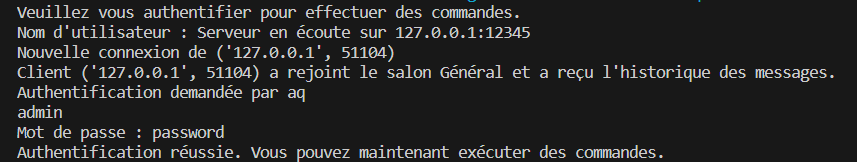 Veuillez vous authentifier pour effectuer des commandes.
Nom d'utilisateur : Serveur en écoute sur 127.0.0.1:12345
Nouvelle connexion de ('127.0.0.1', 51104)
Client ('127.0.0.1', 51104) a rejoint le salon Général et a reçu l'historique des messages.
Authentification demandée par aq
admin
Mot de passe : password
Authentification réussie. Vous pouvez maintenant exécuter des commandes.